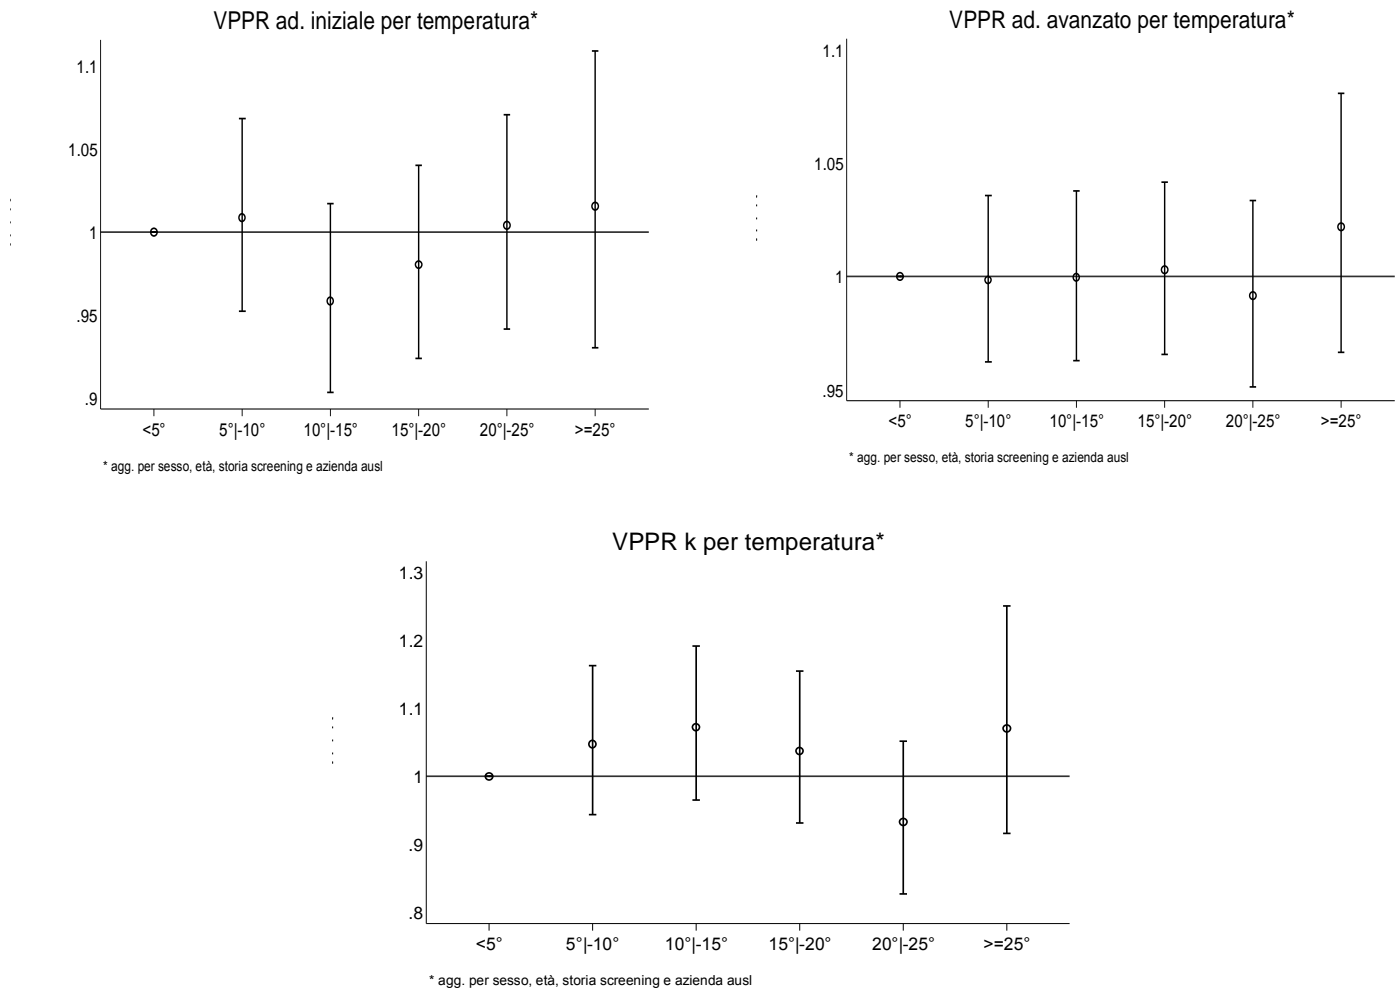 VPPR ad. iniziale per temperatura*
1.1
1.05
1
.95
.9
<5° 5°|-10° 10°|-15° 15°|-20° 20°|-25° >=25°
* agg. per sesso, età, storia screening e azienda ausl
VPPR ad. avanzato per temperatura*
1.1
1.05
1
.95
<5° 5°|-10° 10°|-15° 15°|-20° 20°|-25° >=25°
* agg. per sesso, età, storia screening e azienda ausl
VPPR k per temperatura*
1.3
1.2
1.1
1
.9
.8
<5° 5°|-10° 10°|-15° 15°|-20° 20°|-25° >=25°
* agg. per sesso, età, storia screening e azienda ausl